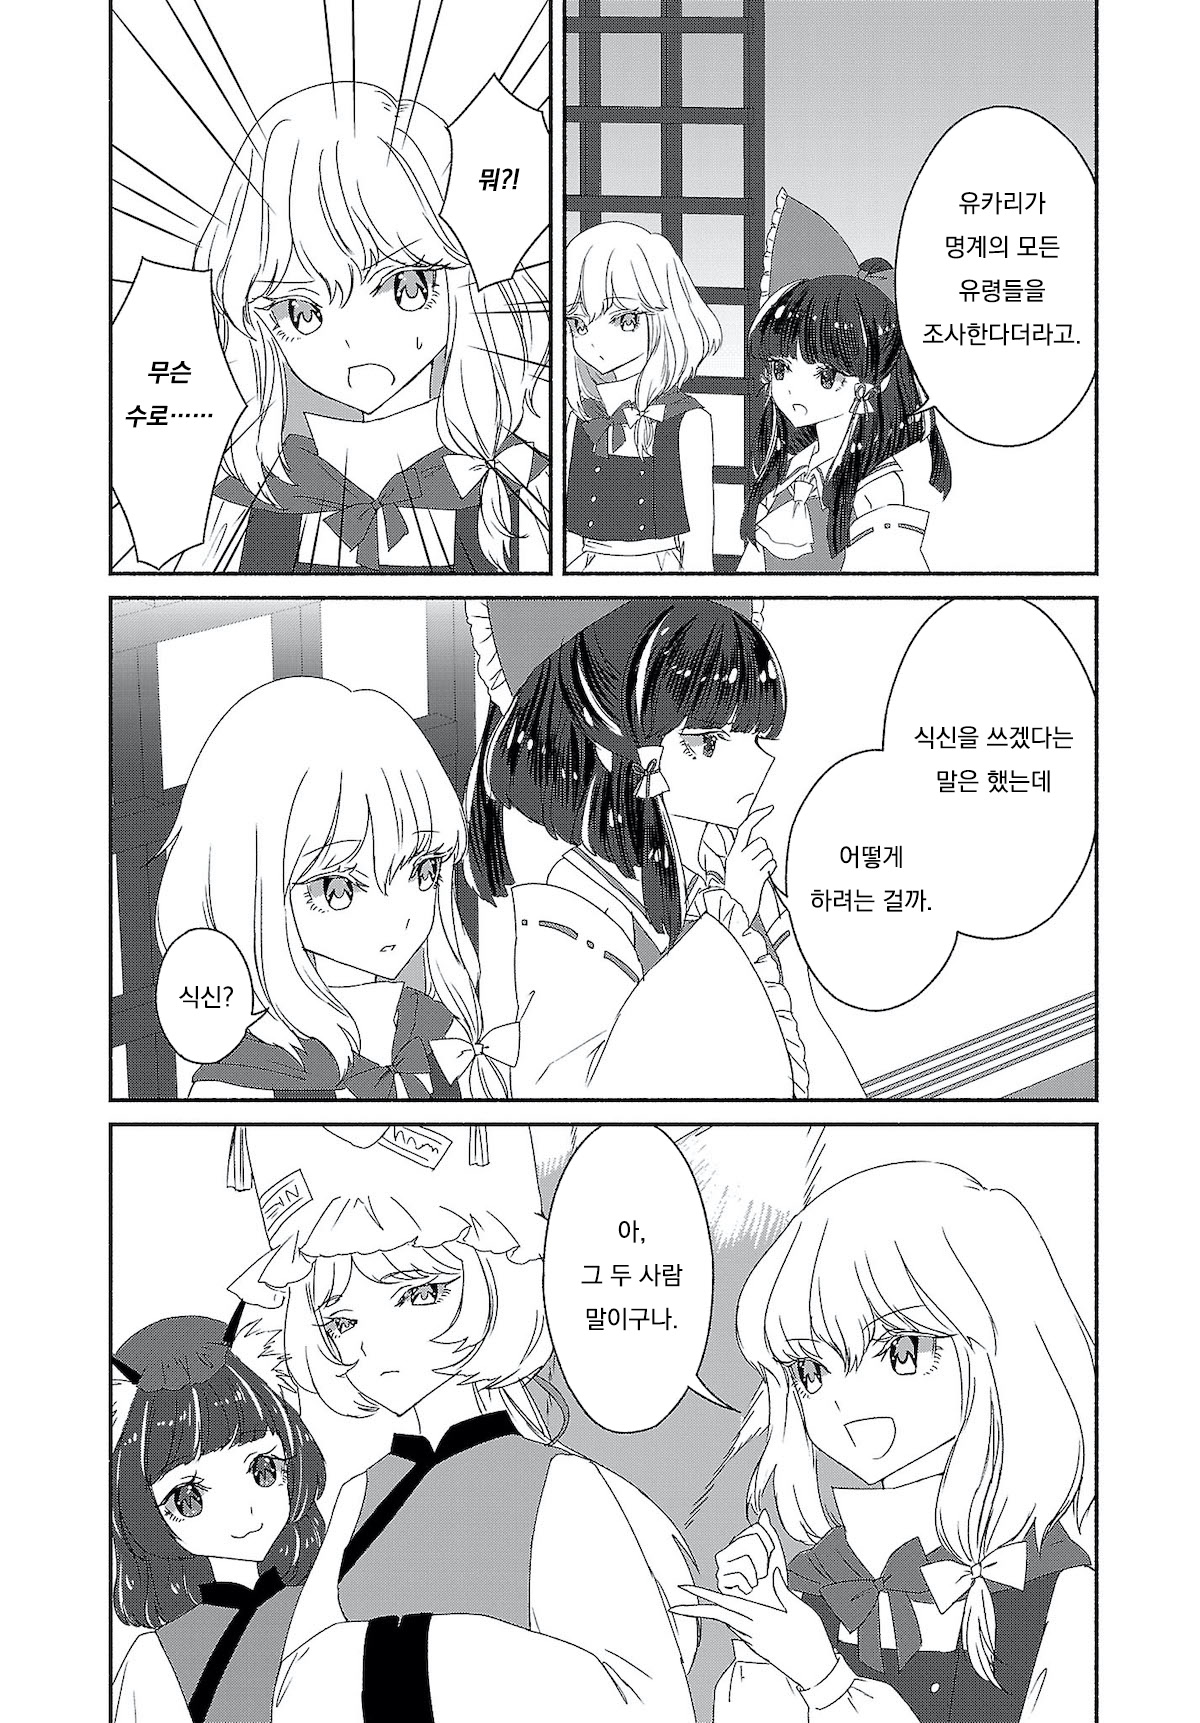 유카리가
명계의 모든
유령들을
조사한다더라고.
뭐?!
무슨
수로……
식신을 쓰겠다는
말은 했는데
어떻게
하려는 걸까.
식신?
아,
그 두 사람
말이구나.